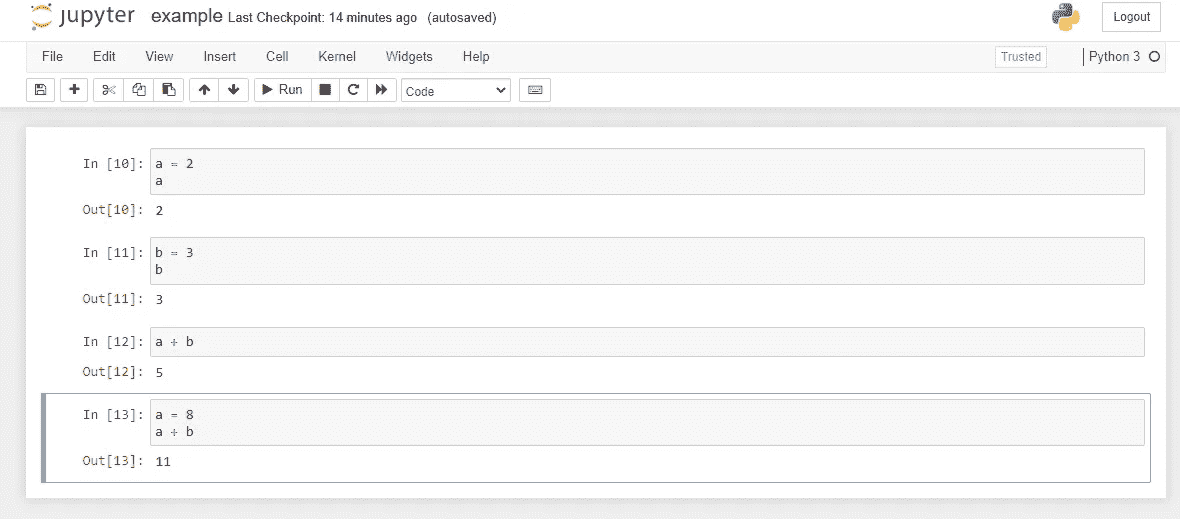 jupyter example Last Checkpoint: 14 minutes ago (autosaved) Logout
File Edit View Insert Cell Kernel Widgets Help Trusted Python 3
Run Code
In [10]: a = 2
a
Out[10]: 2
In [11]: b = 3
b
Out[11]: 3
In [12]: a + b
Out[12]: 5
In [13]: a = 8
a + b
Out[13]: 11